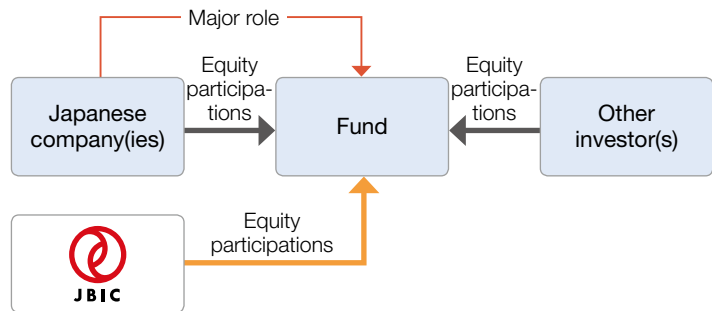 Major role
Equity
participa-
tions
Equity
participa-
tions
Japanese
company(ies)
Fund
Other
investor(s)
Equity
participations
JBIC